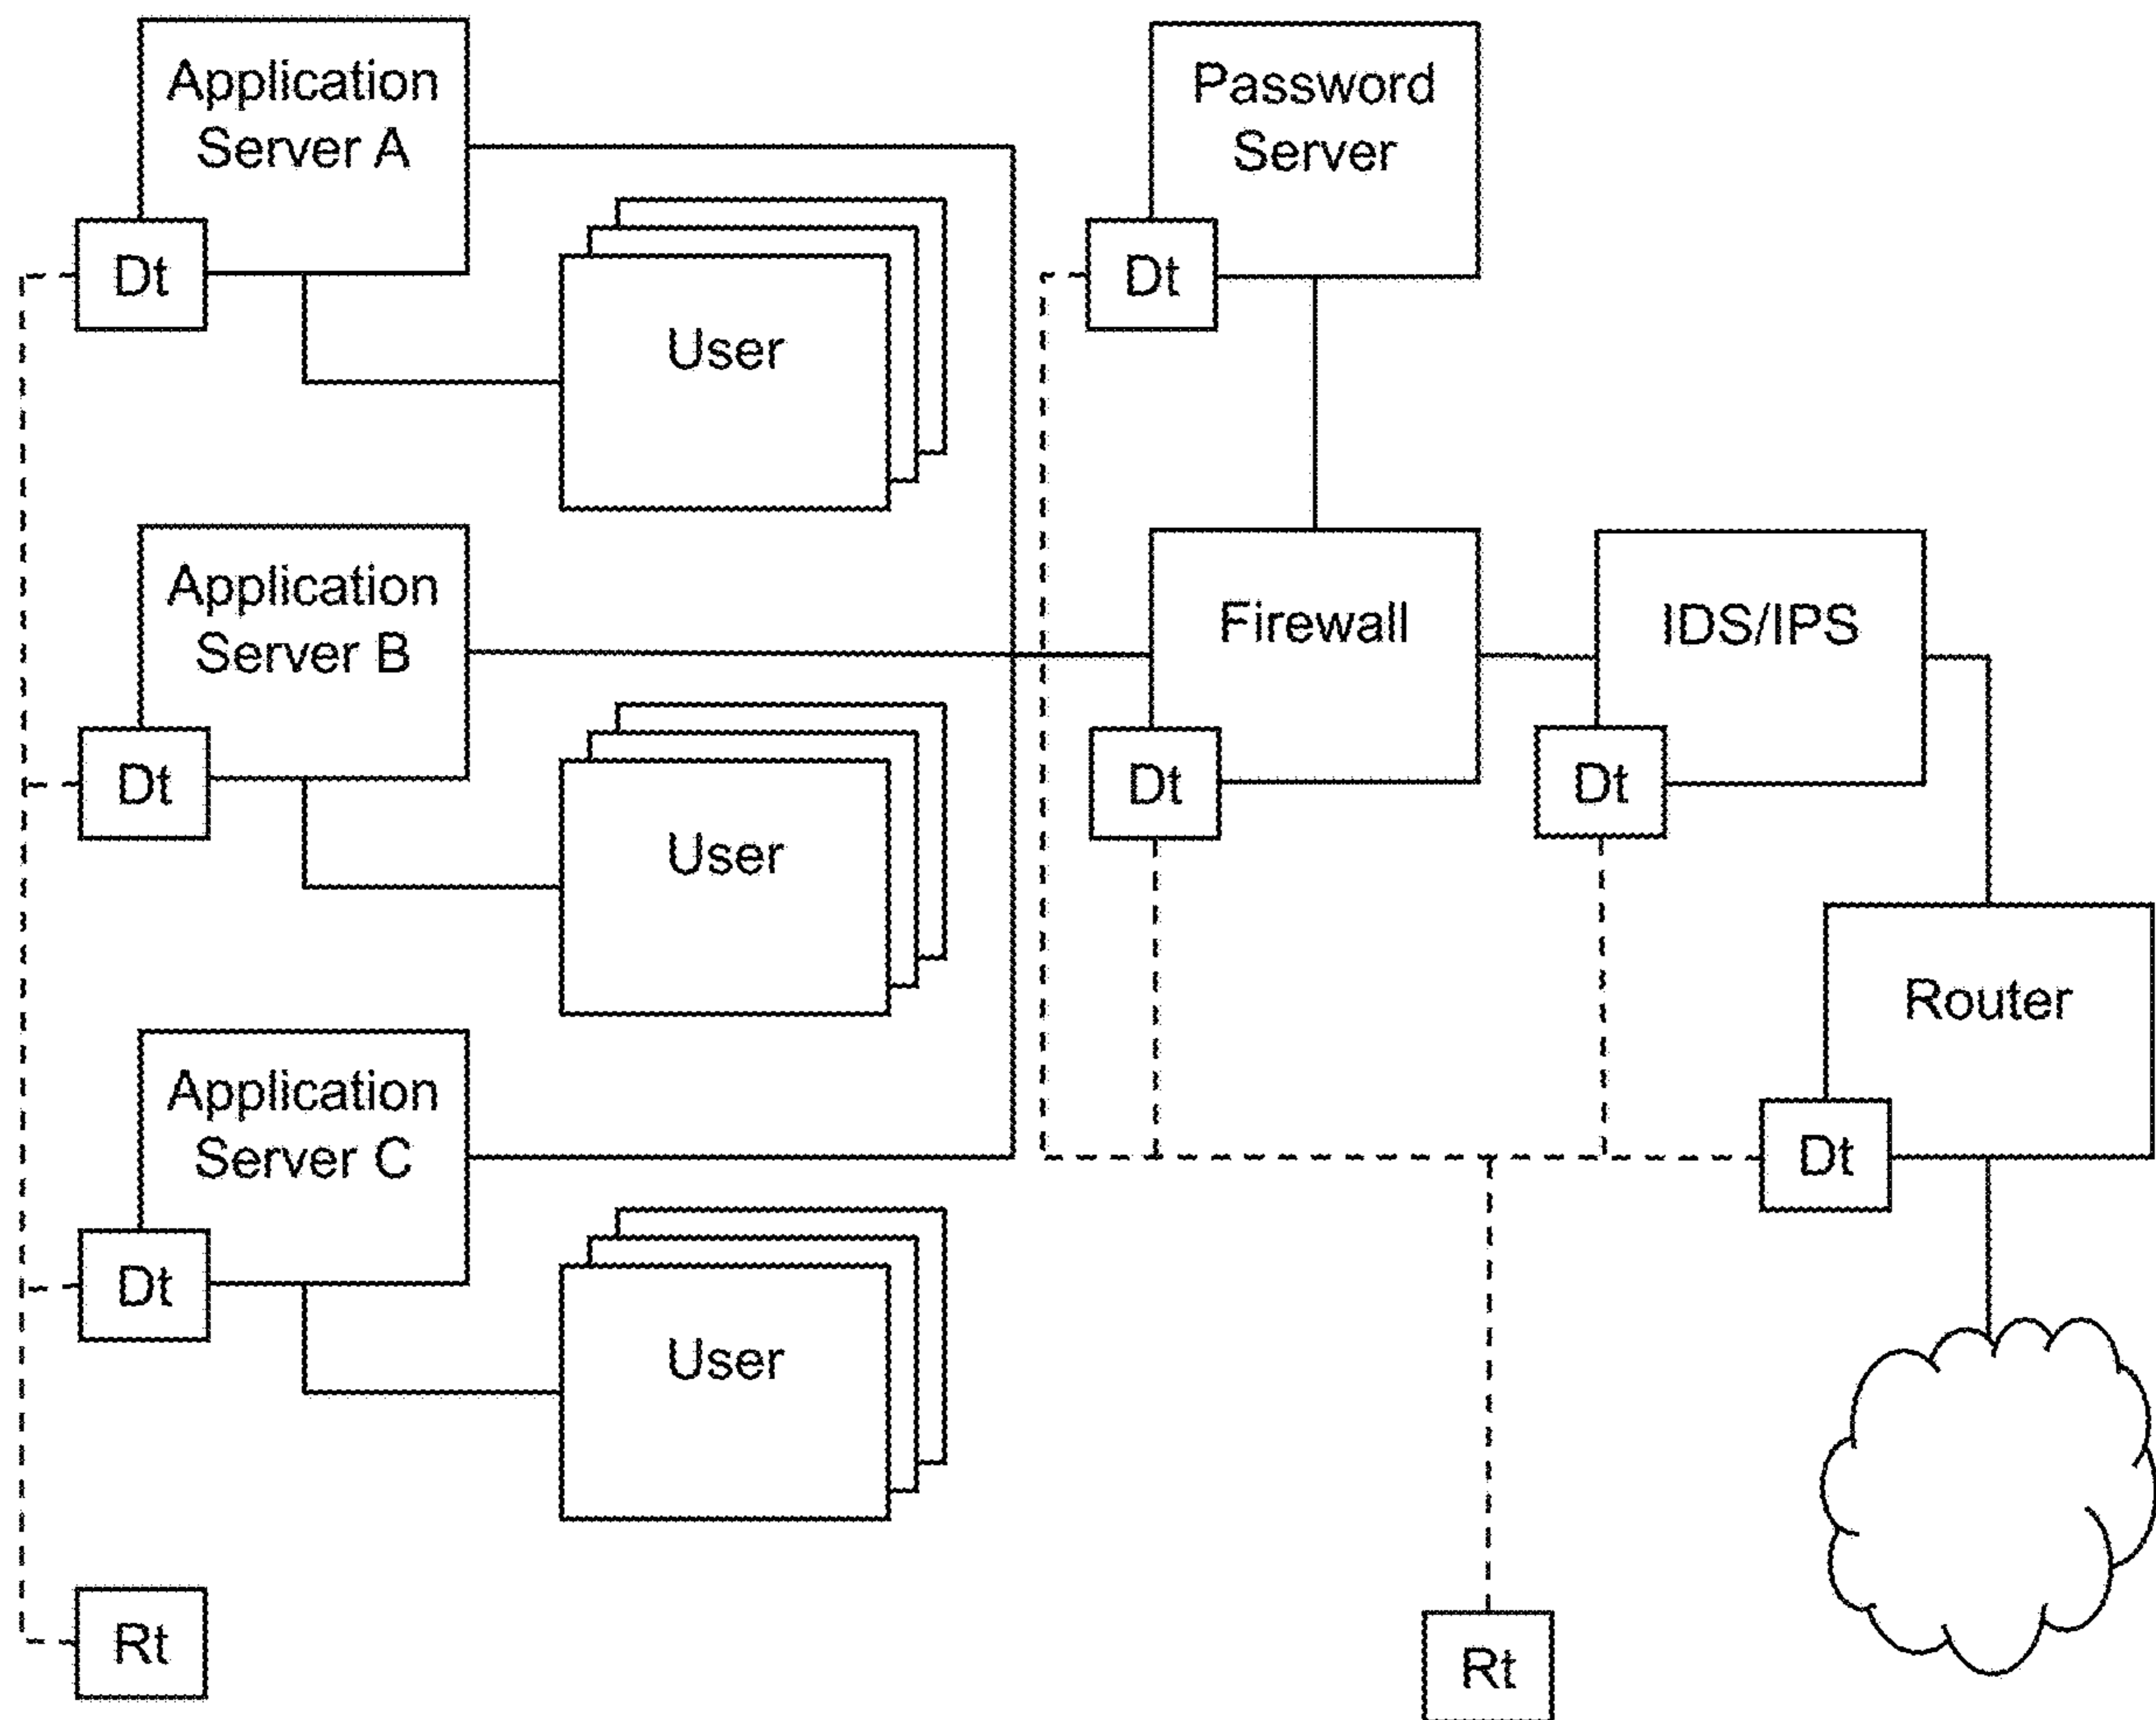 Application
Server A
Dt
User
Password
Server
Dt
Application
Server B
Dt
User
Firewall
Dt
IDS/IPS
Dt
Router
Dt
Application
Server C
Dt
User
Rt
Rt